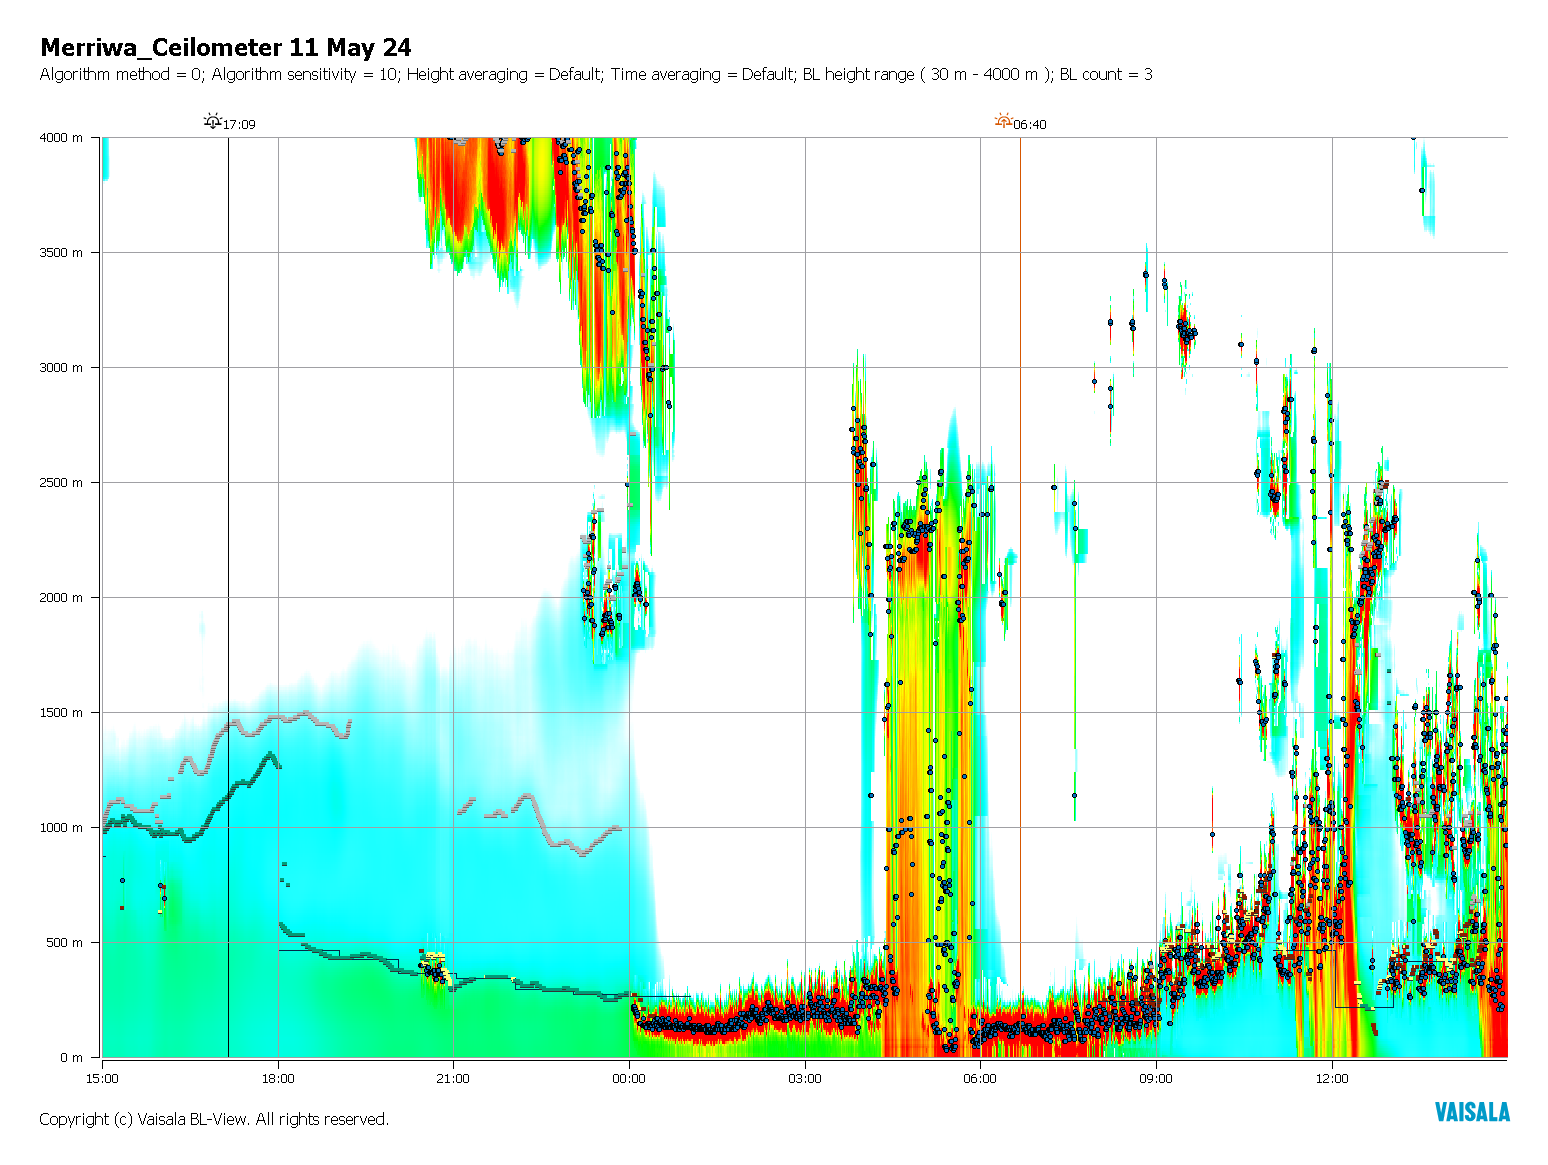 Merriwa_Ceilometer 11 May 24
Algorithm method = 0; Algorithm sensitivity = 10; Height averaging = Default; Time averaging = Default; BL height range ( 30 m - 4000 m ); BL count = 3
17:09
06:40
4000 m
3500 m
3000 m
2500 m
2000 m
1500 m
1000 m
500 m
0 m
15:00
18:00
21:00
00:00
03:00
06:00
09:00
12:00
Copyright (c) Vaisala BL-View. All rights reserved.
VAISALA